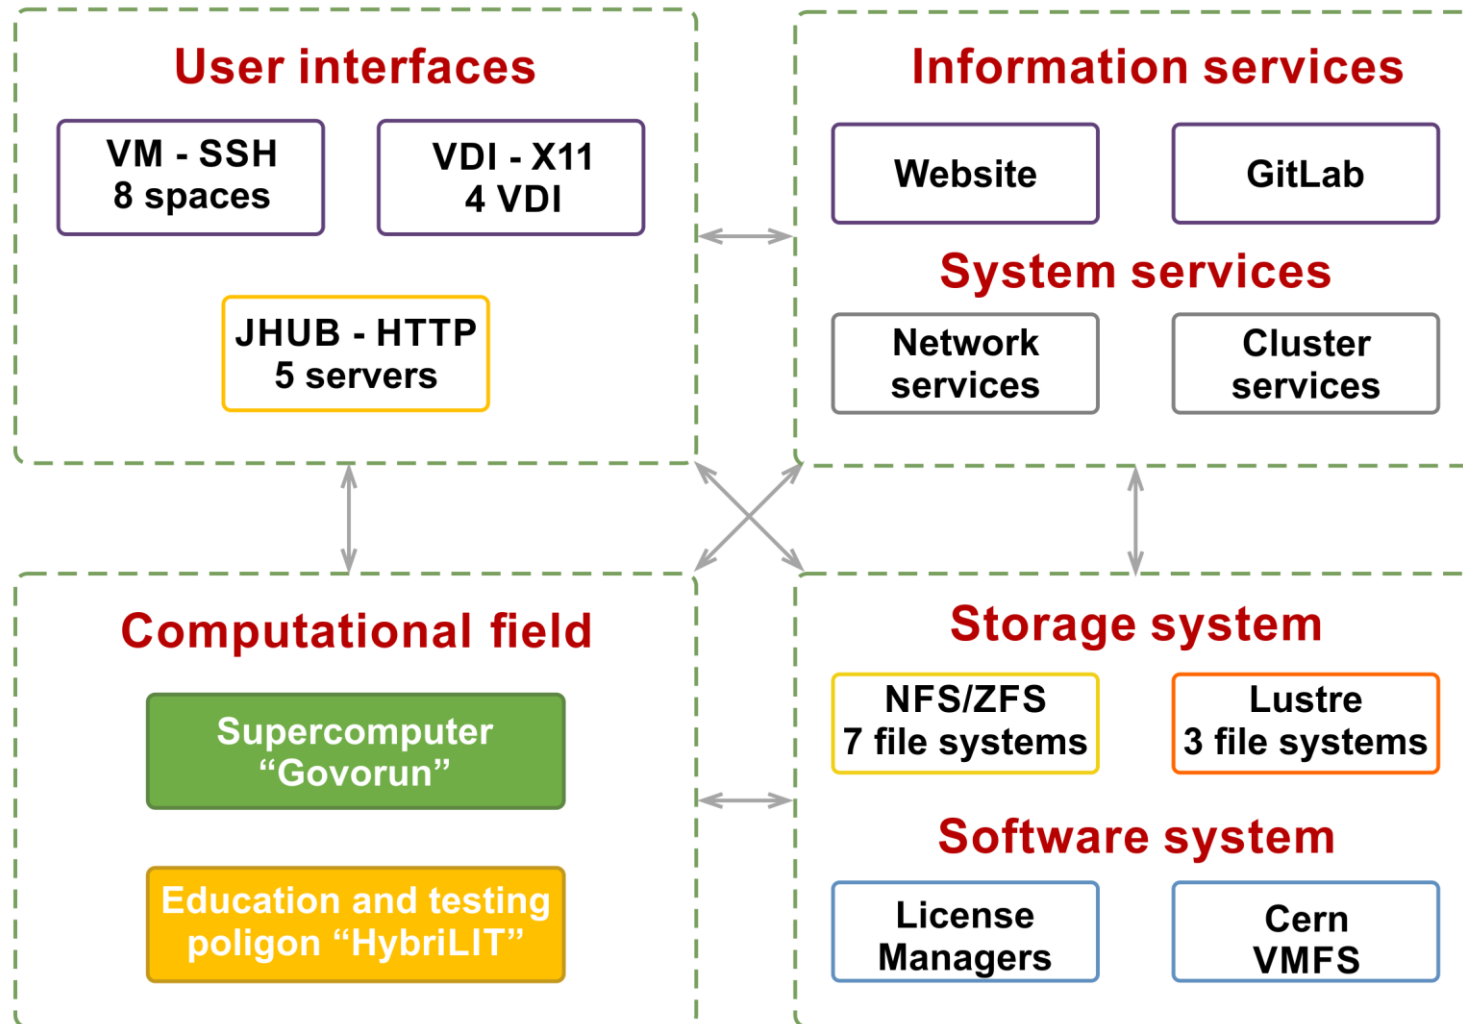 User interfaces
VM - SSH
8 spaces
VDI - X11
4 VDI
JHUB - HTTP
5 servers
Information services
Website
GitLab
System services
Network
services
Cluster
services
Computational field
Supercomputer
“Govorun”
Education and testing
poligon “HybriLIT”
Storage system
NFS/ZFS
7 file systems
Lustre
3 file systems
Software system
License
Managers
Cern
VMFS